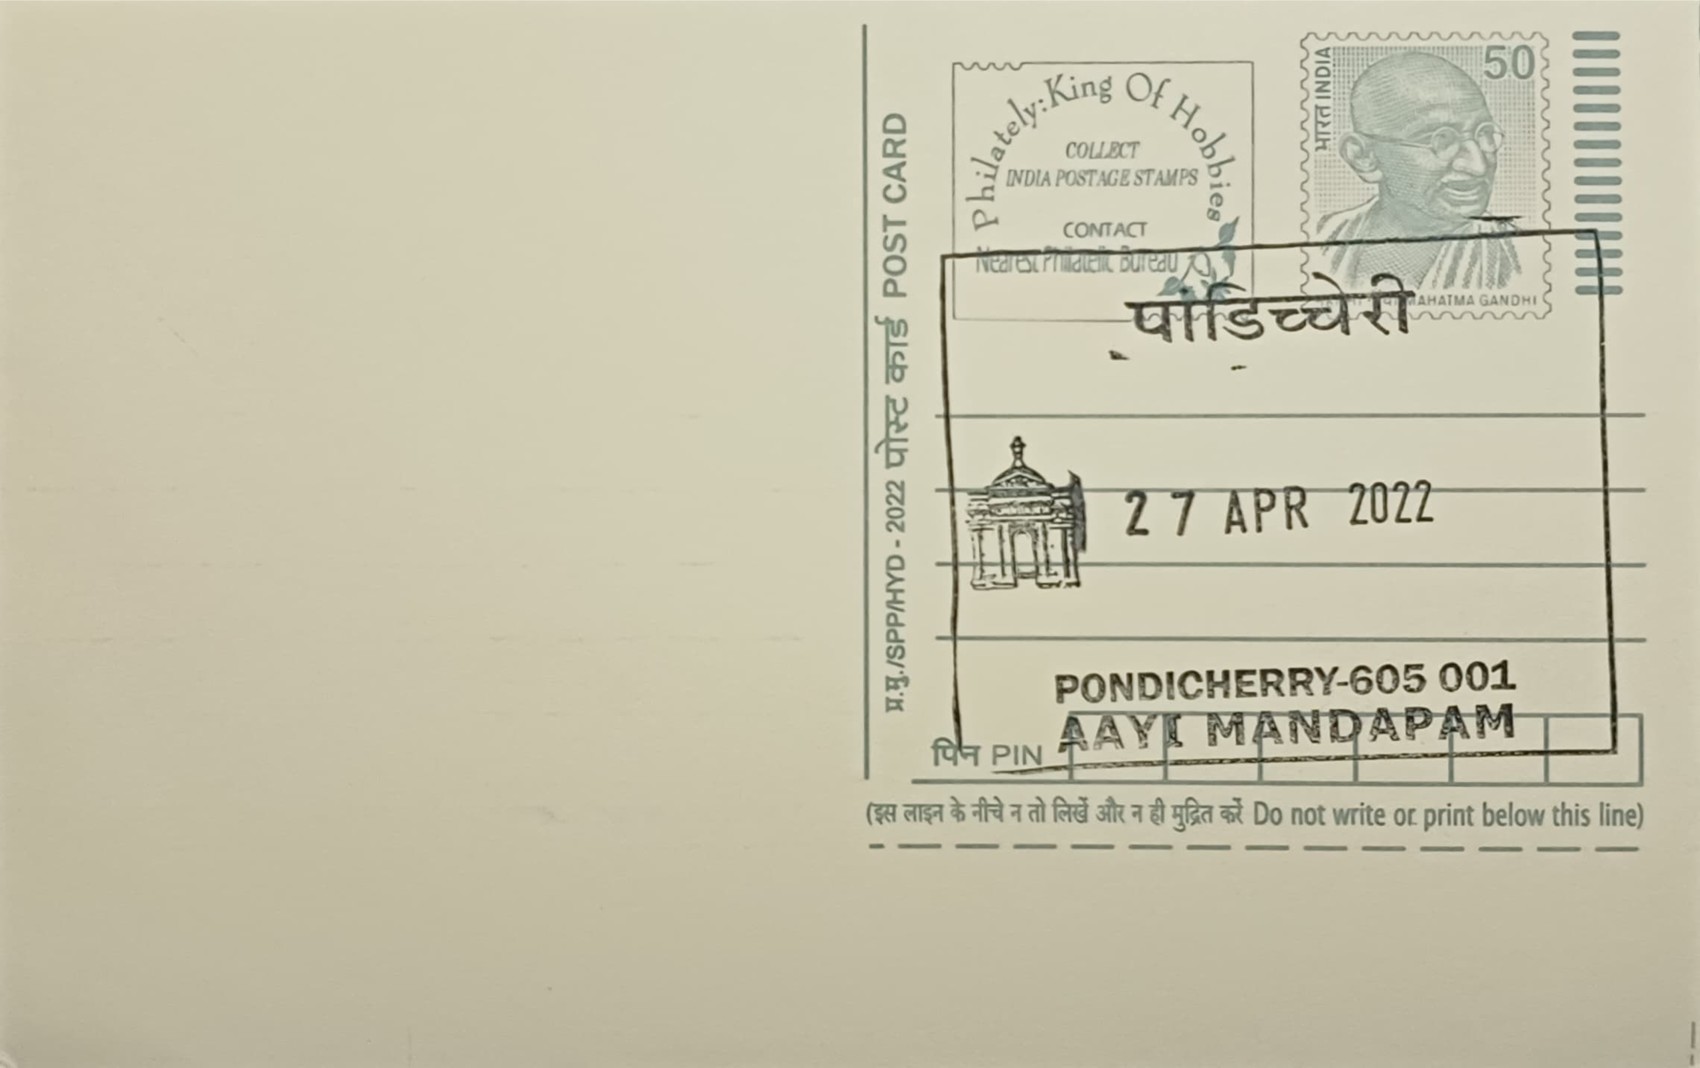 प्र.मु./SPP/HYD - 2022 पोस्ट कार्ड POST CARD
Philately: King Of Hobbies
COLLECT
INDIA POSTAGE STAMPS
CONTACT
Nearest Philatelic Bureau
भारत INDIA
50
MAHATMA GANDHI
पांडिच्चेरी
27 APR 2022
PONDICHERRY-605 001
AAYI MANDAPAM
पिन PIN
(इस लाइन के नीचे न तो लिखें और न ही मुद्रित करें Do not write or print below this line)